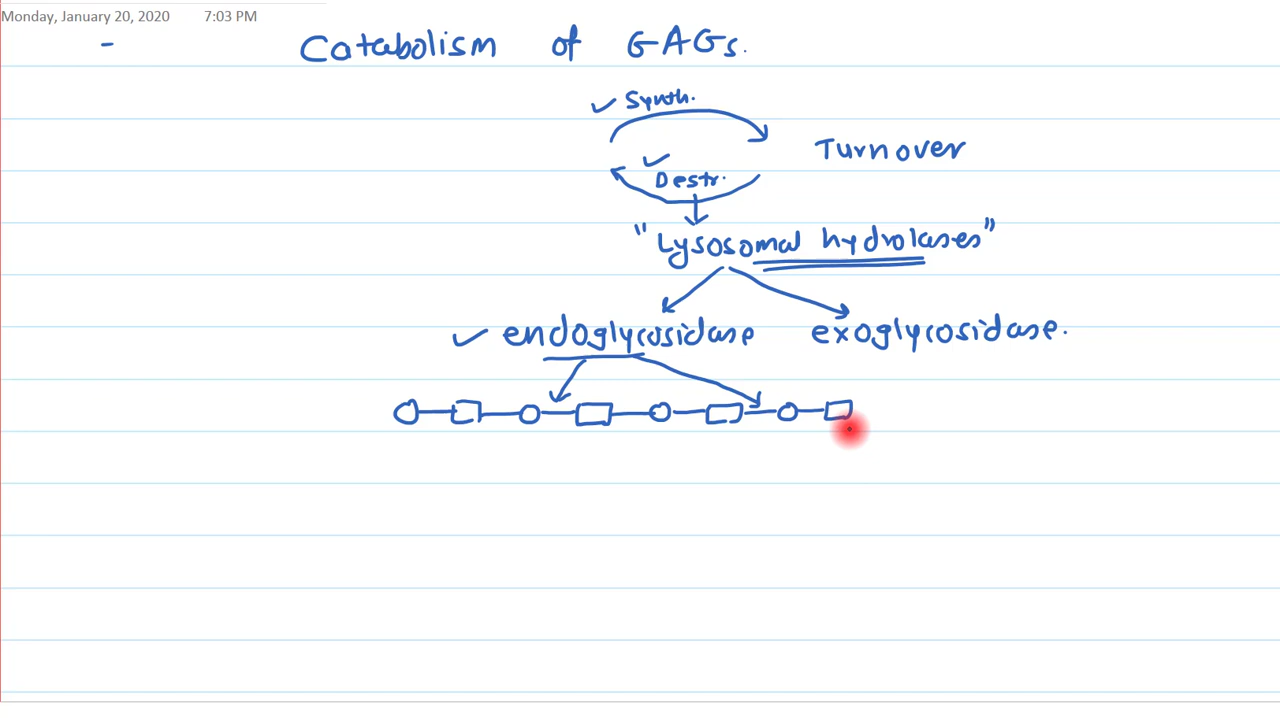 Monday, January 20, 2020 7:03 PM
- Catabolism of GAGs.
✓ Synth.
Turnover
✓ Destr.
"Lysosomal hydrolases"
✓ endoglycosidase exoglycosidase.